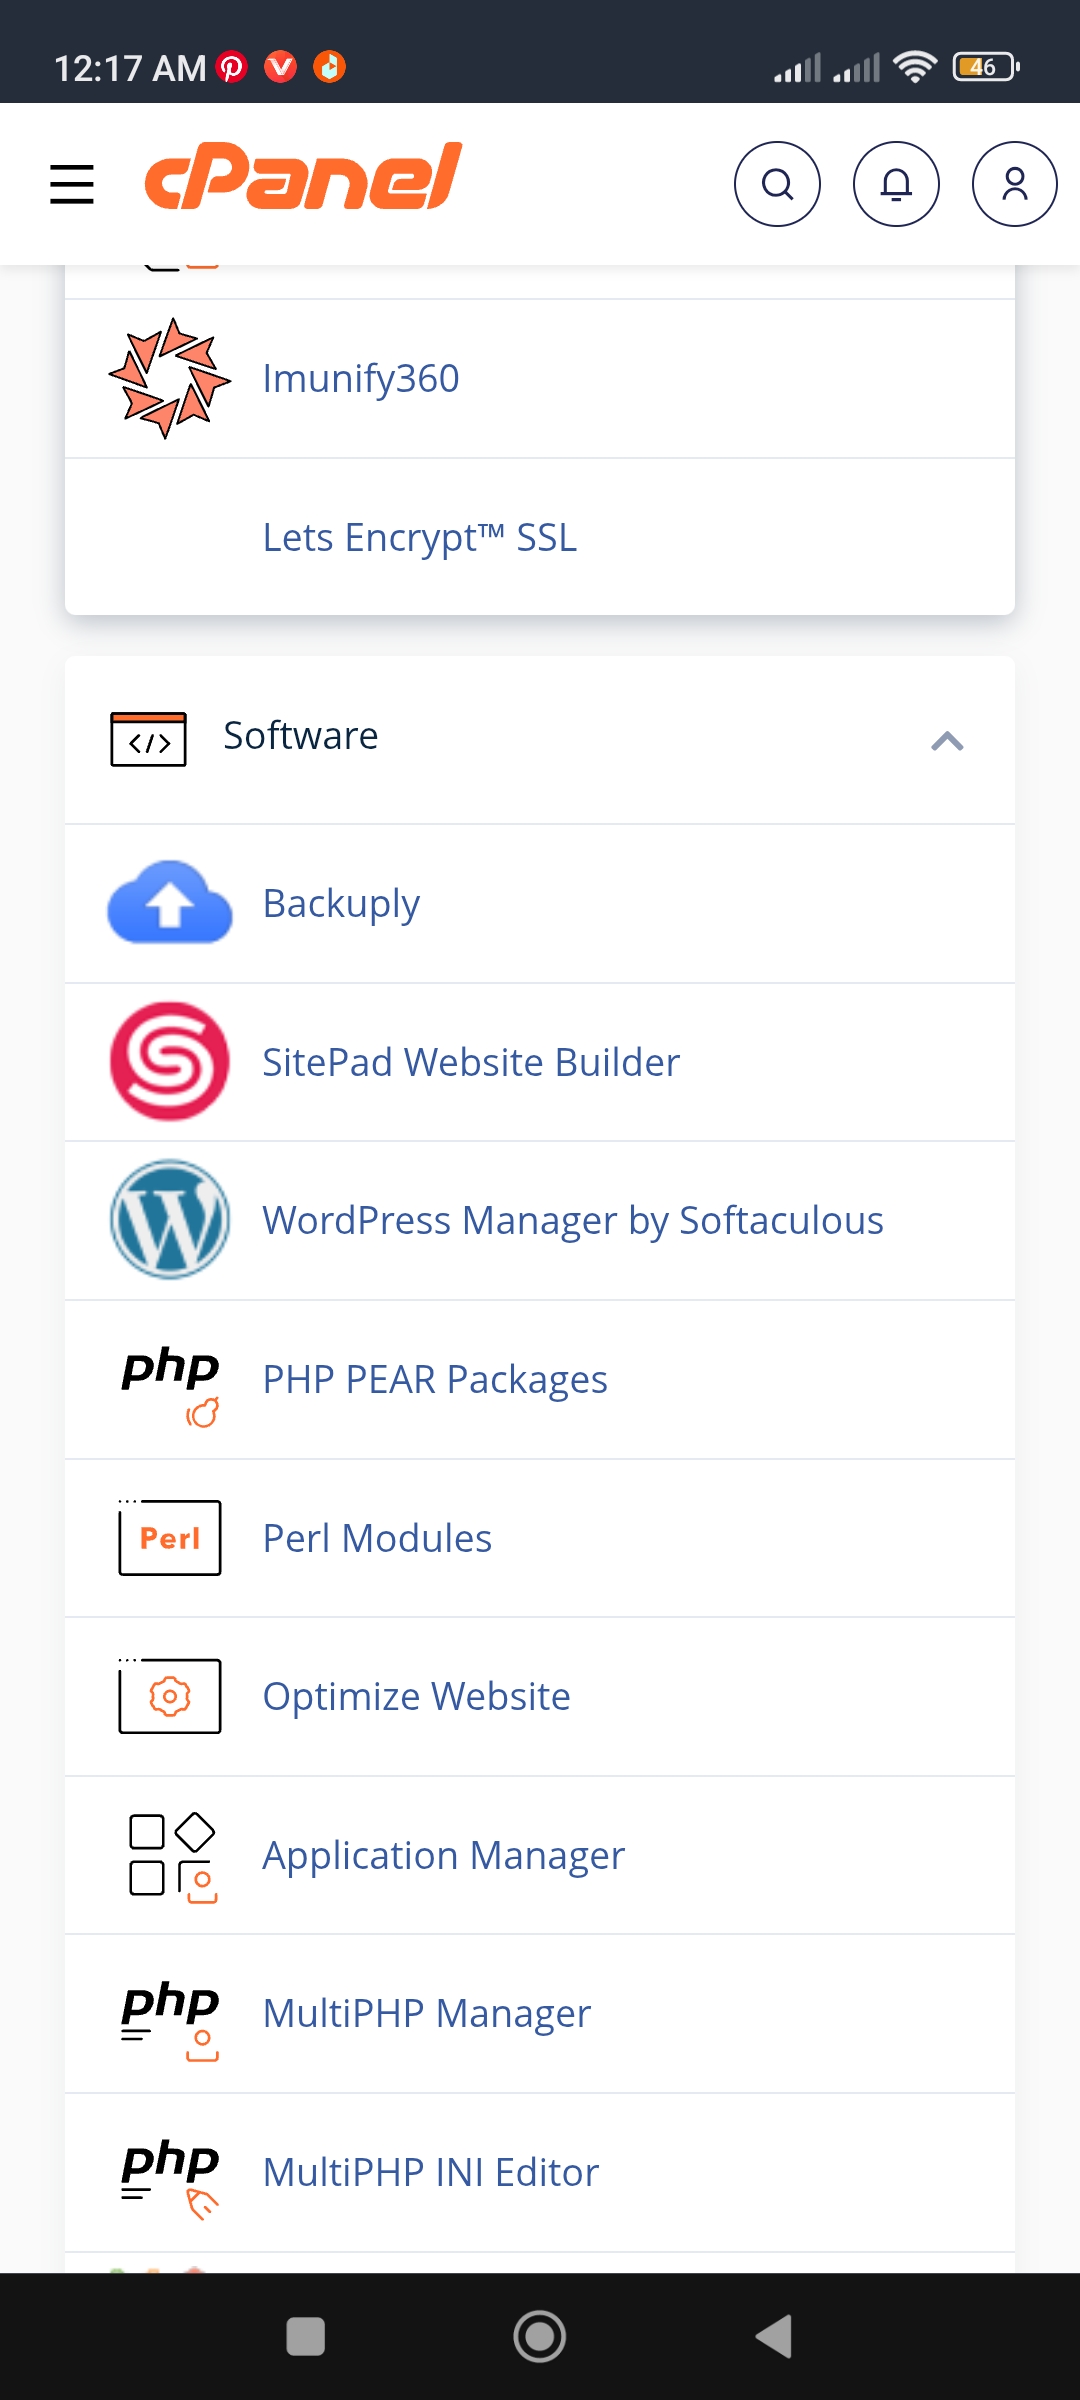 12:17 AM
46
cPanel
Imunify360
Lets Encrypt™ SSL
</> Software
Backuply
SitePad Website Builder
WordPress Manager by Softaculous
php PHP PEAR Packages
Perl Perl Modules
Optimize Website
Application Manager
php MultiPHP Manager
php MultiPHP INI Editor